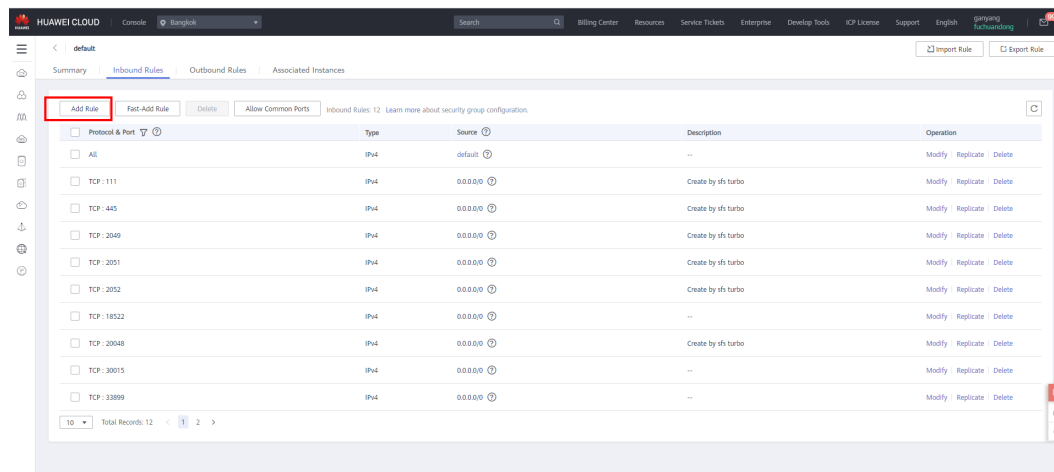 HUAWEI CLOUD Console Bangkok Search Billing Center Resources Service Tickets Enterprise Develop Tools ICP License Support English ganyang
fuchuandong
HUAWEI
default Import Rule Export Rule
Summary Inbound Rules Outbound Rules Associated Instances
Add Rule Fast-Add Rule Delete Allow Common Ports Inbound Rules: 12 Learn more about security group configuration.
Protocol & Port Type Source Description Operation
All IPv4 default -- Modify Replicate Delete
TCP : 111 IPv4 0.0.0.0/0 Create by sfs turbo Modify Replicate Delete
TCP : 445 IPv4 0.0.0.0/0 Create by sfs turbo Modify Replicate Delete
TCP : 2049 IPv4 0.0.0.0/0 Create by sfs turbo Modify Replicate Delete
TCP : 2051 IPv4 0.0.0.0/0 Create by sfs turbo Modify Replicate Delete
TCP : 2052 IPv4 0.0.0.0/0 Create by sfs turbo Modify Replicate Delete
TCP : 18522 IPv4 0.0.0.0/0 -- Modify Replicate Delete
TCP : 20048 IPv4 0.0.0.0/0 Create by sfs turbo Modify Replicate Delete
TCP : 30015 IPv4 0.0.0.0/0 -- Modify Replicate Delete
TCP : 33899 IPv4 0.0.0.0/0 -- Modify Replicate Delete
10 Total Records: 12 < 1 2 >